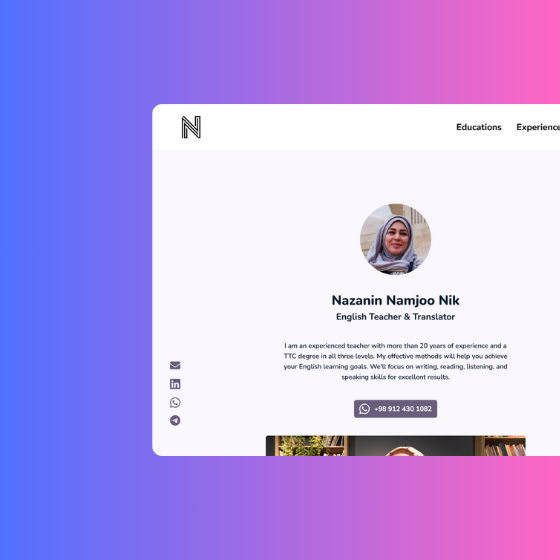 N
Educations Experience
Nazanin Namjoo Nik
English Teacher & Translator
I am an experienced teacher with more than 20 years of experience and a
TTC degree in all three levels. My effective methods will help you achieve
your English learning goals. We'll focus on writing, reading, listening, and
speaking skills for excellent results.
+98 912 430 1082